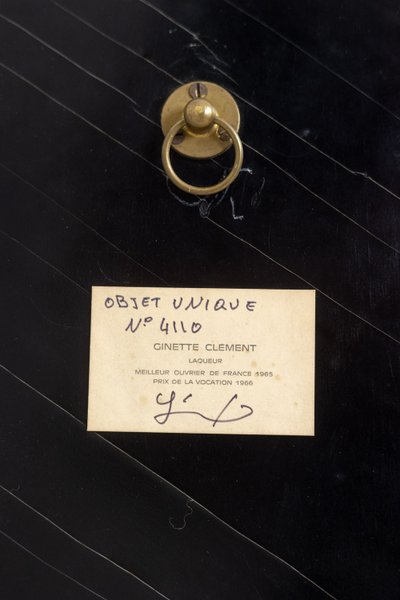 OBJET UNIQUE
N° 4110
GINETTE CLEMENT
LAQUEUR
MEILLEUR OUVRIER DE FRANCE 1965
PRIX DE LA VOCATION 1966